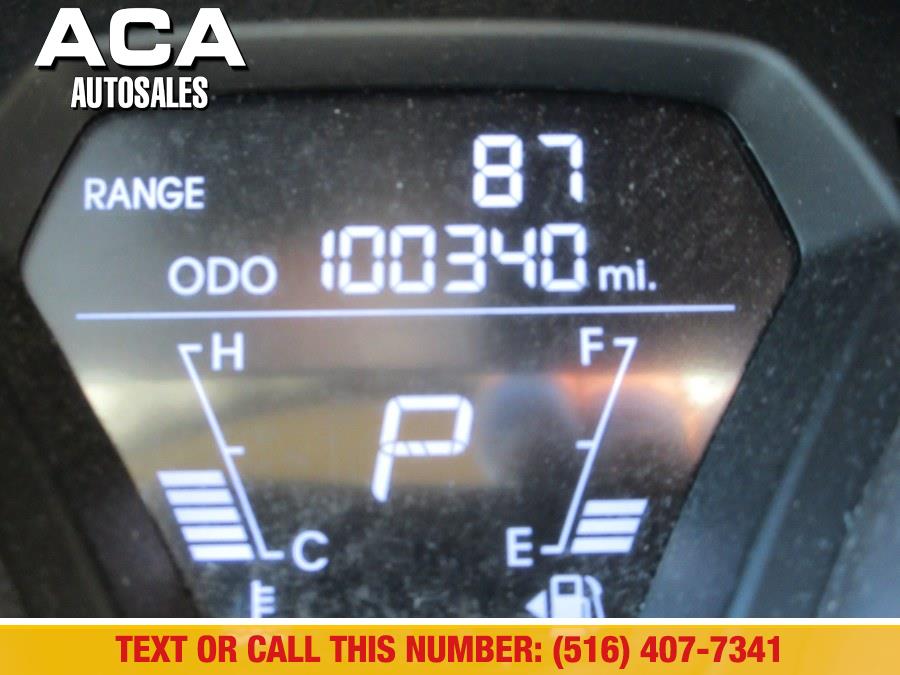 ACA
AUTOSALES
RANGE 87
ODO 100340 mi.
H F
P
C E
TEXT OR CALL THIS NUMBER: (516) 407-7341